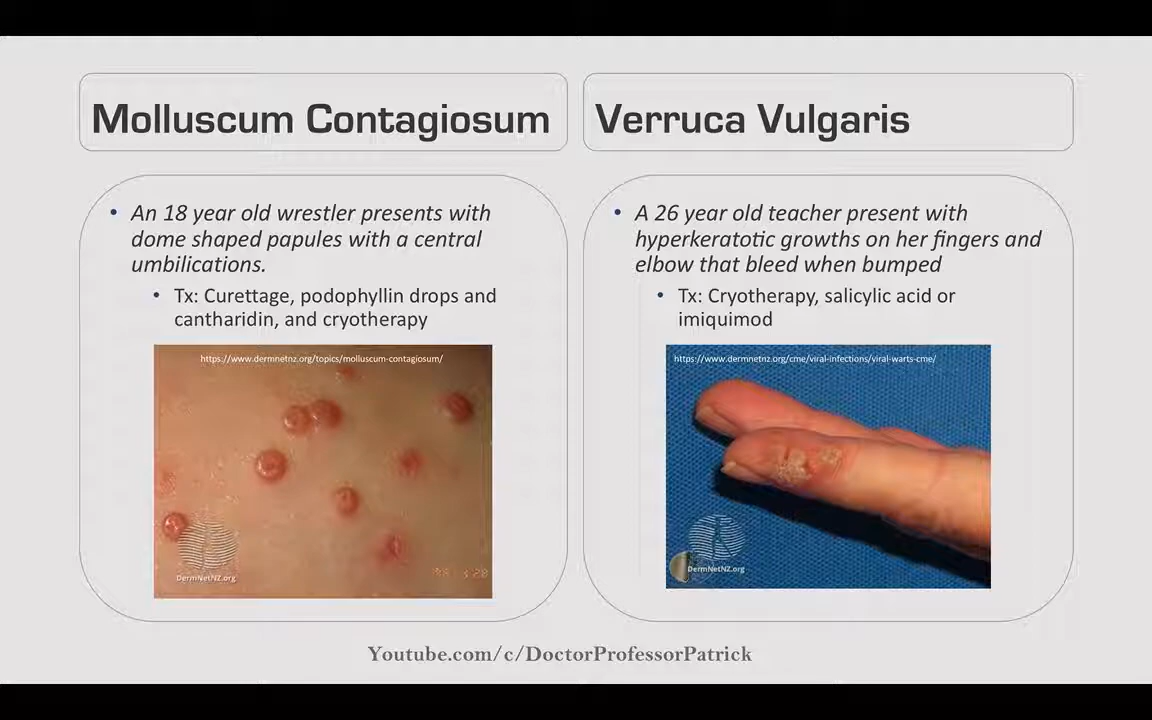 Molluscum Contagiosum
Verruca Vulgaris
• An 18 year old wrestler presents with
dome shaped papules with a central
umbilications.
• Tx: Curettage, podophyllin drops and
cantharidin, and cryotherapy
https://www.dermnetnz.org/topics/molluscum-contagiosum/
DermNetNZ.org
• A 26 year old teacher present with
hyperkeratotic growths on her fingers and
elbow that bleed when bumped
• Tx: Cryotherapy, salicylic acid or
imiquimod
https://www.dermnetnz.org/cme/viral-infections/viral-warts-cme/
DermNetNZ.org
Youtube.com/c/DoctorProfessorPatrick